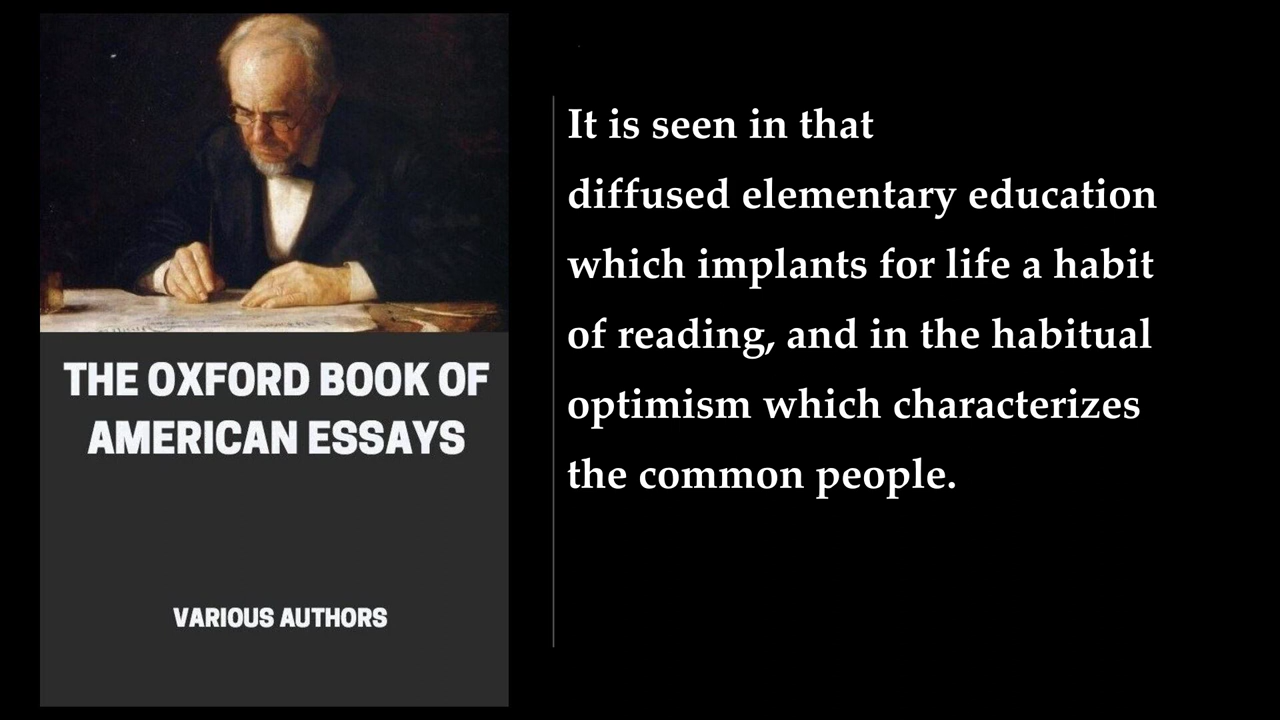 THE OXFORD BOOK OF
AMERICAN ESSAYS
VARIOUS AUTHORS
It is seen in that
diffused elementary education
which implants for life a habit
of reading, and in the habitual
optimism which characterizes
the common people.